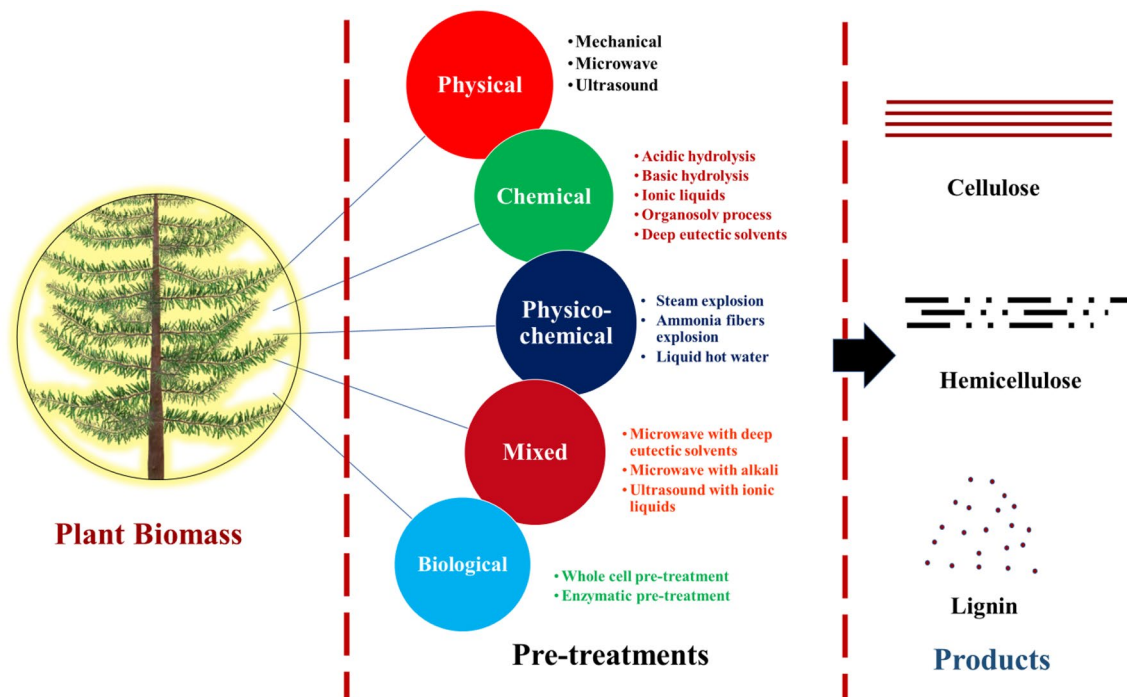 Plant Biomass
Physical
• Mechanical
• Microwave
• Ultrasound
Chemical
• Acidic hydrolysis
• Basic hydrolysis
• Ionic liquids
• Organosolv process
• Deep eutectic solvents
Physico-
chemical
• Steam explosion
• Ammonia fibers
explosion
• Liquid hot water
Mixed
• Microwave with deep
eutectic solvents
• Microwave with alkali
• Ultrasound with ionic
liquids
Biological
• Whole cell pre-treatment
• Enzymatic pre-treatment
Pre-treatments
Cellulose
Hemicellulose
Lignin
Products